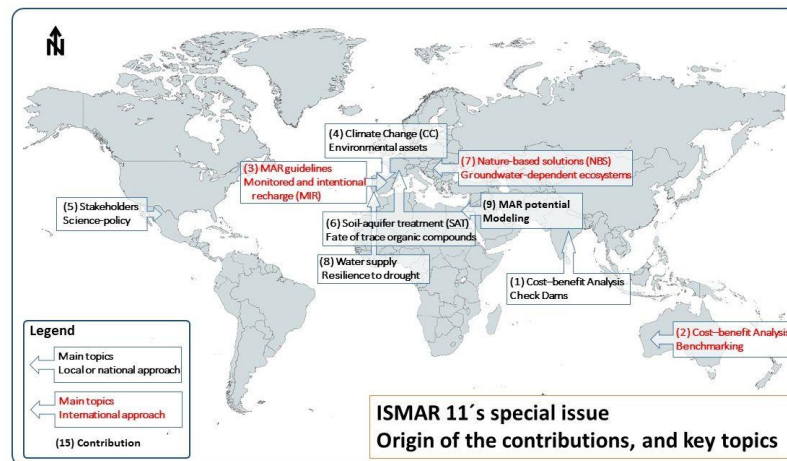 N
(4) Climate Change (CC)
Environmental assets
(3) MAR guidelines
Monitored and intentional
recharge (MIR)
(7) Nature-based solutions (NBS)
Groundwater-dependent ecosystems
(5) Stakeholders
Science-policy
(9) MAR potential
Modeling
(6) Soil-aquifer treatment (SAT)
Fate of trace organic compounds
(8) Water supply
Resilience to drought
(1) Cost–benefit Analysis
Check Dams
(2) Cost–benefit Analysis
Benchmarking
Legend
Main topics
Local or national approach
Main topics
International approach
(15) Contribution
ISMAR 11´s special issue
Origin of the contributions, and key topics